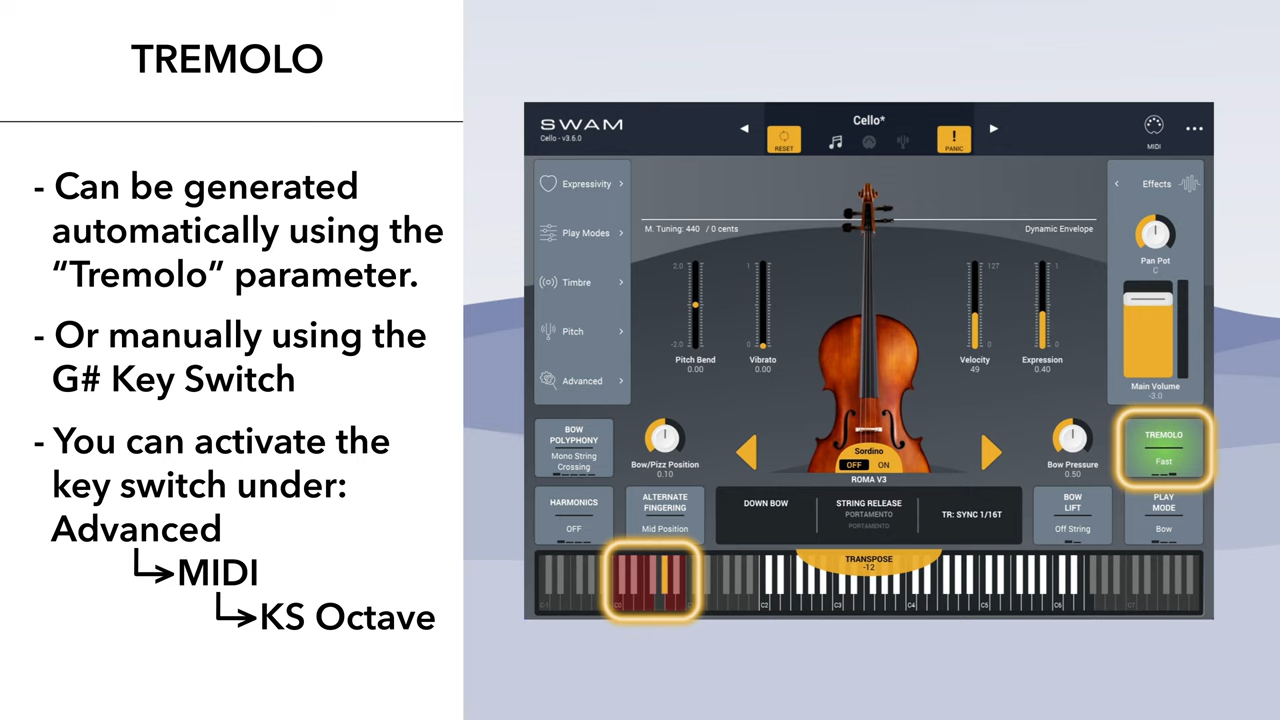 TREMOLO
- Can be generated
automatically using the
“Tremolo” parameter.
- Or manually using the
G# Key Switch
- You can activate the
key switch under:
Advanced
MIDI
KS Octave
SWAM
Cello - v3.6.0
Cello*
RESET
!
PANIC
MIDI
Expressivity
Play Modes
Timbre
Pitch
Advanced
M. Tuning: 440 / 0 cents
Dynamic Envelope
2.0
-2.0
Pitch Bend
0.00
1
0
Vibrato
0.00
127
0
Velocity
49
1
0
Expression
0.40
Effects
Pan Pot
C
Main Volume
-3.0
BOW
POLYPHONY
Mono String
Crossing
Bow/Pizz Position
0.10
Sordino
OFF ON
ROMA V3
Bow Pressure
0.50
TREMOLO
Fast
HARMONICS
OFF
ALTERNATE
FINGERING
Mid Position
DOWN BOW
STRING RELEASE
PORTAMENTO
PORTAMENTO
TR: SYNC 1/16T
BOW
LIFT
Off String
PLAY
MODE
Bow
TRANSPOSE
-12
C-1 C0 C2 C3 C4 C5 C6 C7